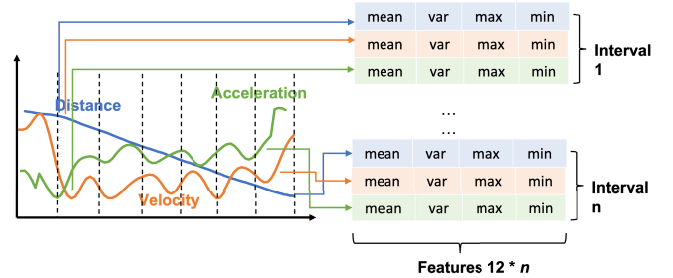 mean var max min
mean var max min
mean var max min
Interval
1
Acceleration
Distance
Velocity
...
...
mean var max min
mean var max min
mean var max min
Interval
n
Features 12 * n